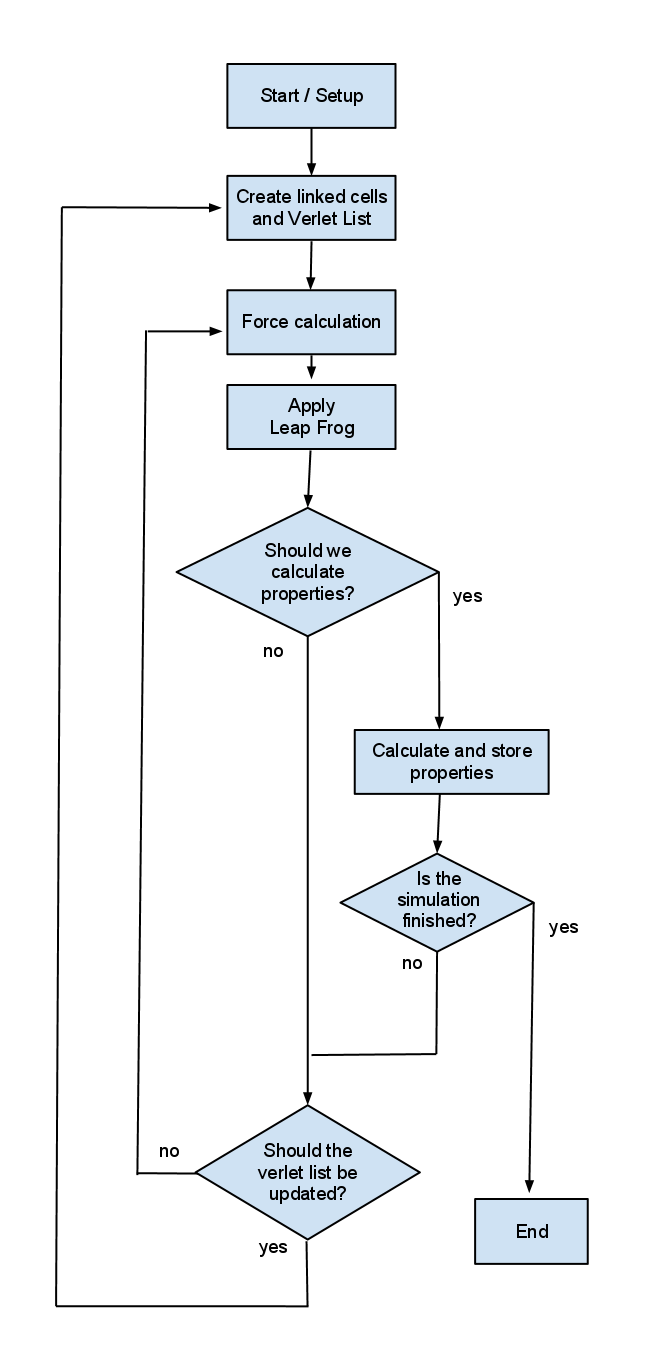 Start / Setup
Create linked cells
and Verlet List
Force calculation
Apply
Leap Frog
Should we
calculate
properties?
yes
no
Calculate and store
properties
Is the
simulation
finished?
yes
no
Should the
verlet list be
updated?
no
yes
End